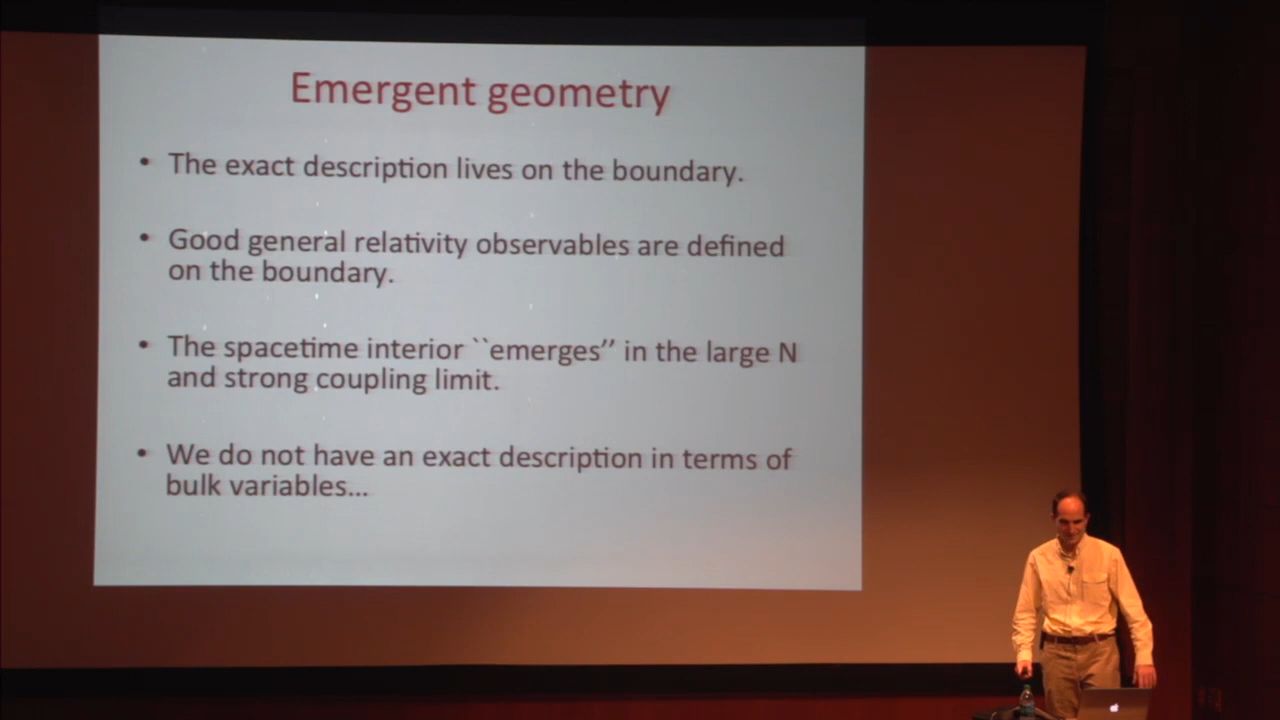 Emergent geometry
• The exact description lives on the boundary.
• Good general relativity observables are defined
on the boundary.
• The spacetime interior ``emerges’’ in the large N
and strong coupling limit.
• We do not have an exact description in terms of
bulk variables…